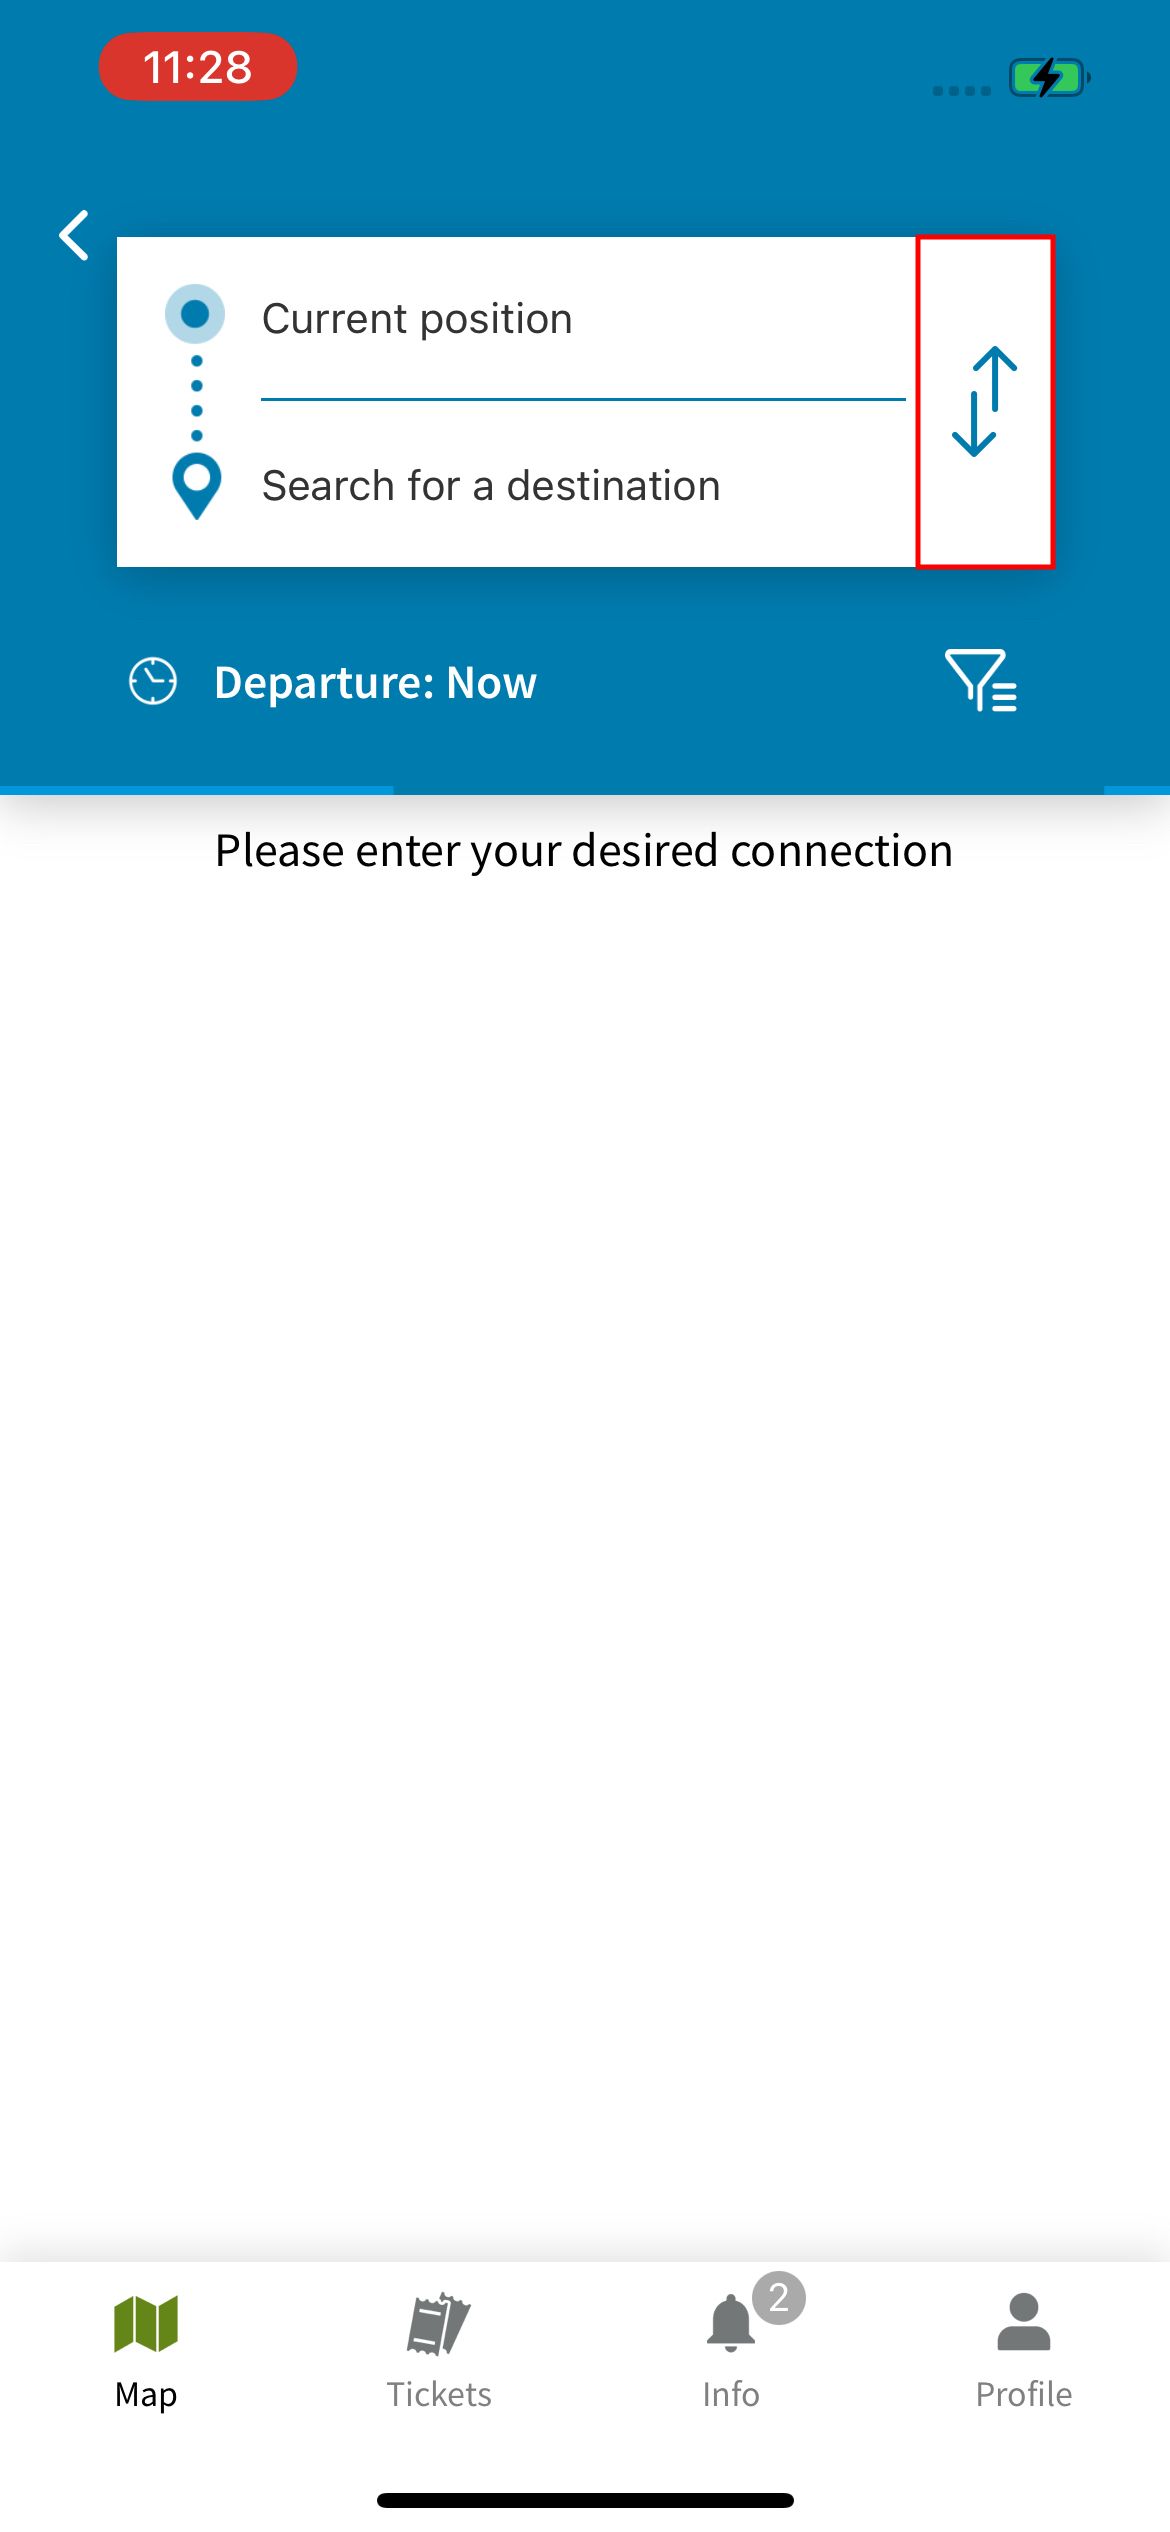 11:28
Current position
Search for a destination
Departure: Now
Please enter your desired connection
2
Map
Tickets
Info
Profile